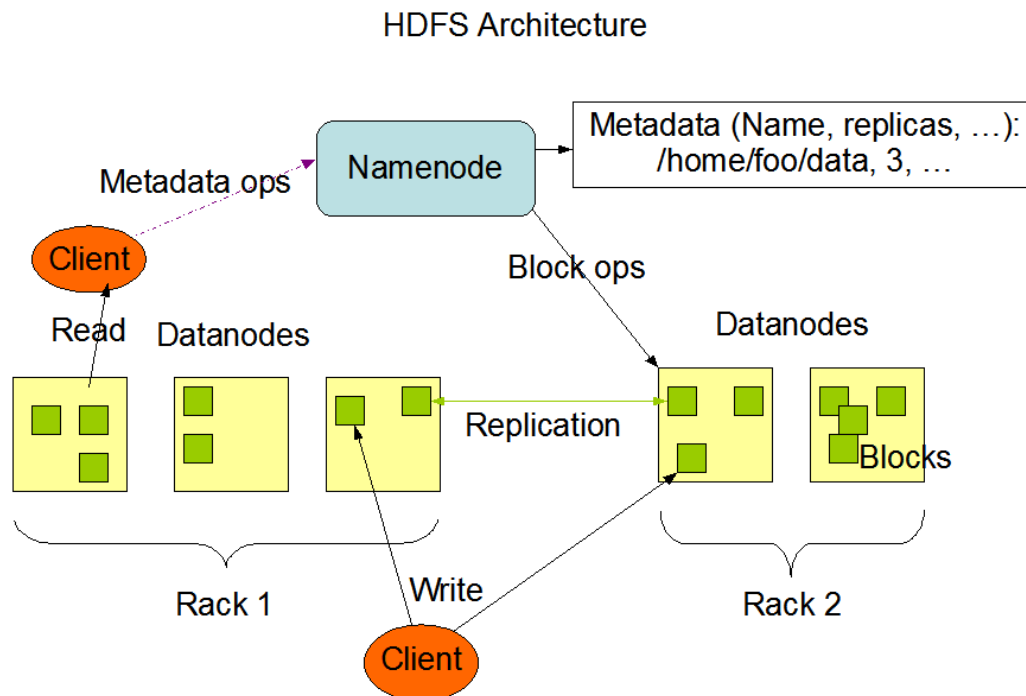 HDFS Architecture
Metadata (Name, replicas, …):
/home/foo/data, 3, …
Namenode
Metadata ops
Client
Block ops
Read
Datanodes
Datanodes
Replication
Blocks
Rack 1
Write
Rack 2
Client